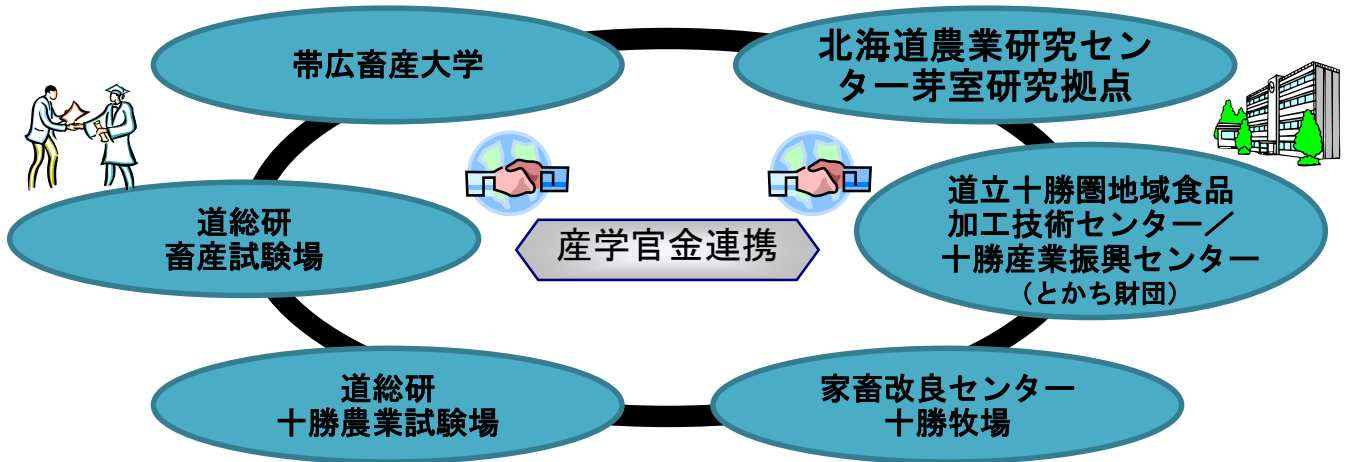 帯広畜産大学
北海道農業研究セン
ター芽室研究拠点
道総研
畜産試験場
産学官金連携
道立十勝圏地域食品
加工技術センター／
十勝産業振興センター
（とかち財団）
道総研
十勝農業試験場
家畜改良センター
十勝牧場